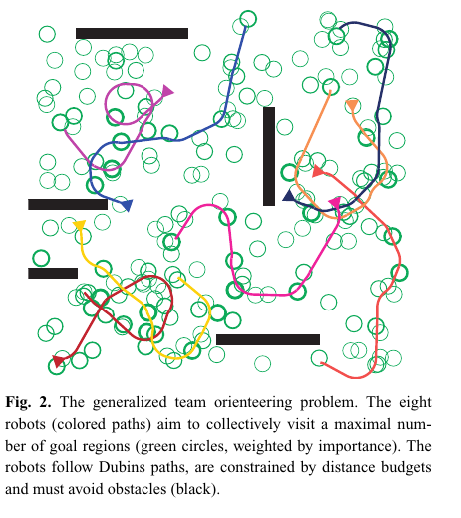 Fig. 2. The generalized team orienteering problem. The eight
robots (colored paths) aim to collectively visit a maximal num-
ber of goal regions (green circles, weighted by importance). The
robots follow Dubins paths, are constrained by distance budgets
and must avoid obstacles (black).